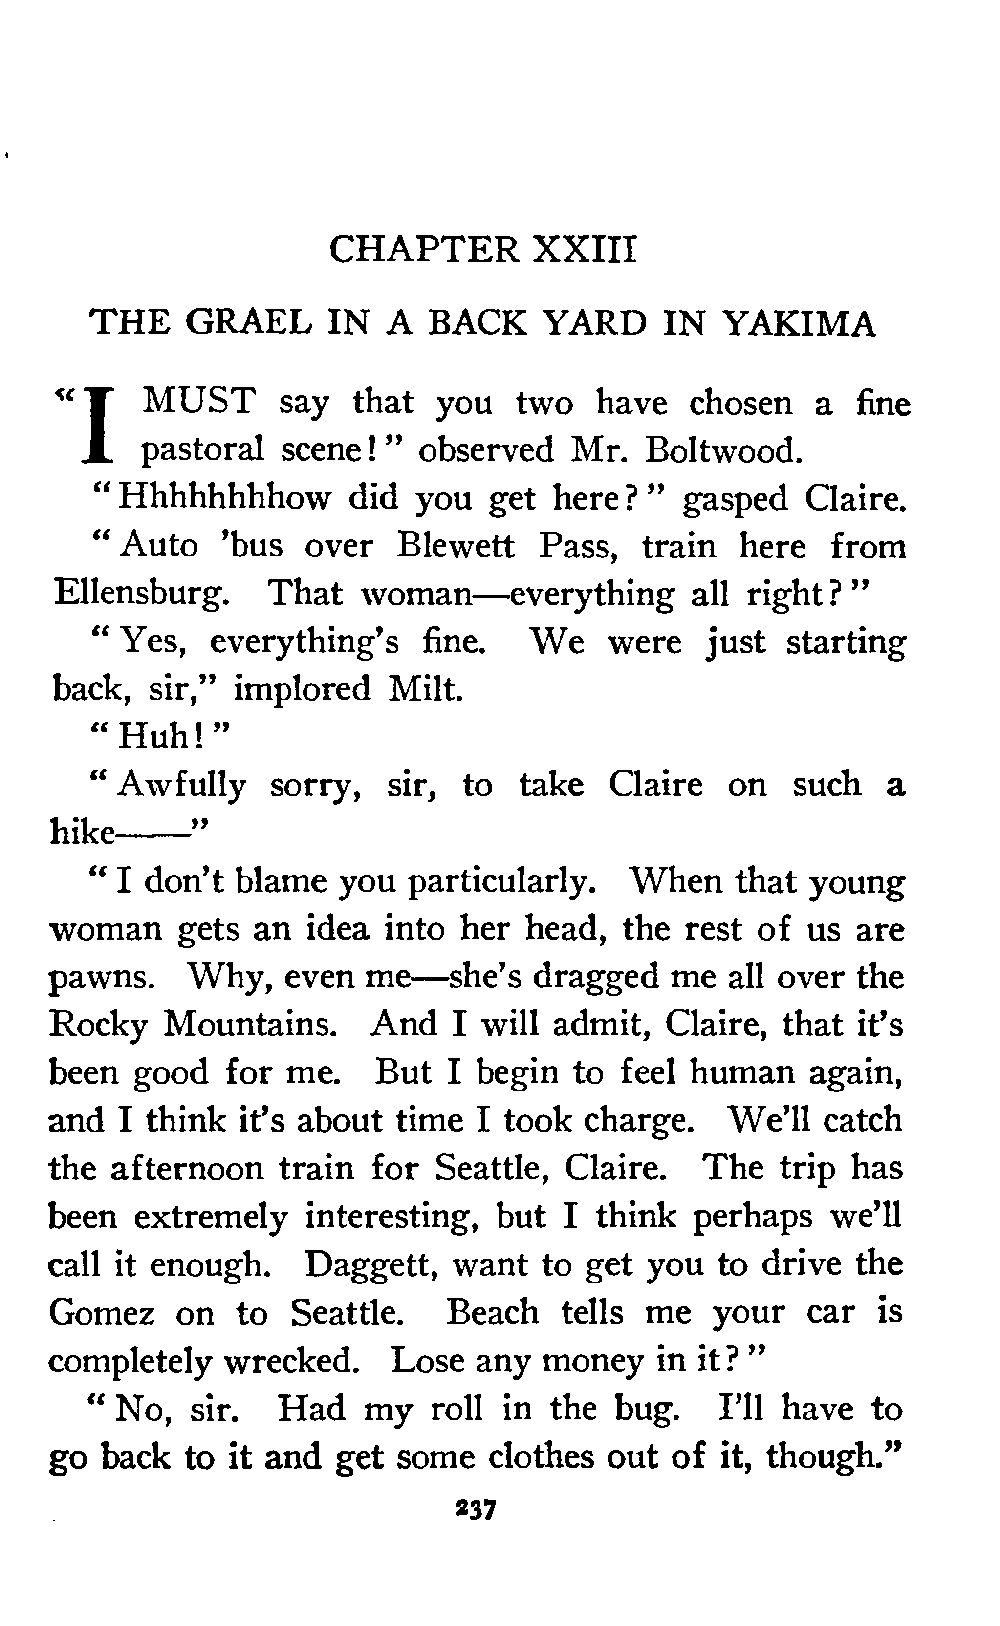 CHAPTER XXIII
THE GRAEL IN A BACK YARD IN YAKIMA
"I MUST say that you two have chosen a fine
pastoral scene!" observed Mr. Boltwood.
"Hhhhhhhhow did you get here?" gasped Claire.
"Auto 'bus over Blewett Pass, train here from
Ellensburg. That woman—everything all right?"
"Yes, everything's fine. We were just starting
back, sir," implored Milt.
"Huh!"
"Awfully sorry, sir, to take Claire on such a
hike——"
"I don't blame you particularly. When that young
woman gets an idea into her head, the rest of us are
pawns. Why, even me—she's dragged me all over the
Rocky Mountains. And I will admit, Claire, that it's
been good for me. But I begin to feel human again,
and I think it's about time I took charge. We'll catch
the afternoon train for Seattle, Claire. The trip has
been extremely interesting, but I think perhaps we'll
call it enough. Daggett, want to get you to drive the
Gomez on to Seattle. Beach tells me your car is
completely wrecked. Lose any money in it?"
"No, sir. Had my roll in the bug. I'll have to
go back to it and get some clothes out of it, though."
237